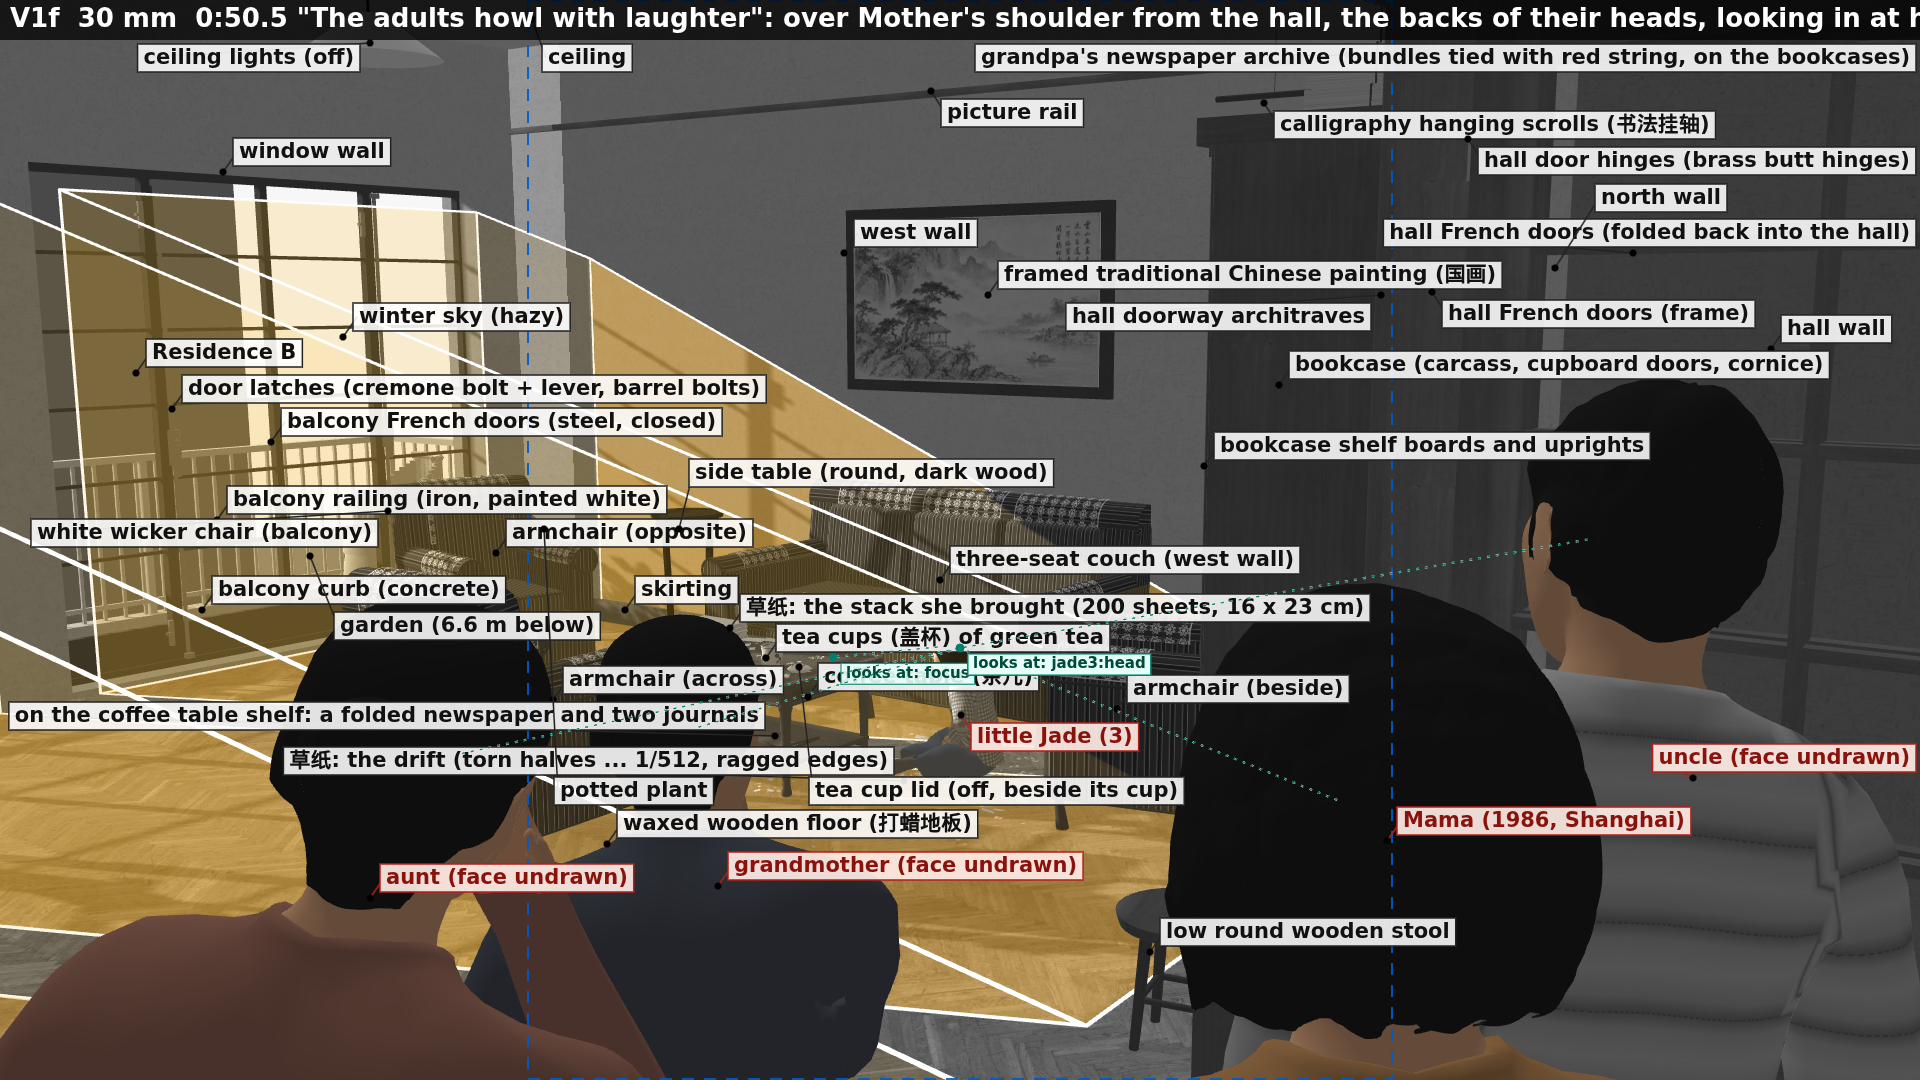 V1f 30 mm 0:50.5 "The adults howl with laughter": over Mother's shoulder from the hall, the backs of their heads, looking in at
ceiling lights (off)
ceiling
grandpa's newspaper archive (bundles tied with red string, on the bookcases)
picture rail
calligraphy hanging scrolls (书法挂轴)
window wall
hall door hinges (brass butt hinges)
north wall
west wall
hall French doors (folded back into the hall)
framed traditional Chinese painting (国画)
winter sky (hazy)
hall doorway architraves
hall French doors (frame)
hall wall
Residence B
bookcase (carcass, cupboard doors, cornice)
door latches (cremone bolt + lever, barrel bolts)
balcony French doors (steel, closed)
bookcase shelf boards and uprights
side table (round, dark wood)
balcony railing (iron, painted white)
white wicker chair (balcony)
armchair (opposite)
three-seat couch (west wall)
balcony curb (concrete)
skirting
草纸: the stack she brought (200 sheets, 16 x 23 cm)
garden (6.6 m below)
tea cups (盖杯) of green tea
looks at: jade3:head
looks at: focus
armchair (across)
armchair (beside)
on the coffee table shelf: a folded newspaper and two journals
little Jade (3)
草纸: the drift (torn halves ... 1/512, ragged edges)
uncle (face undrawn)
potted plant
tea cup lid (off, beside its cup)
waxed wooden floor (打蜡地板)
Mama (1986, Shanghai)
grandmother (face undrawn)
aunt (face undrawn)
low round wooden stool